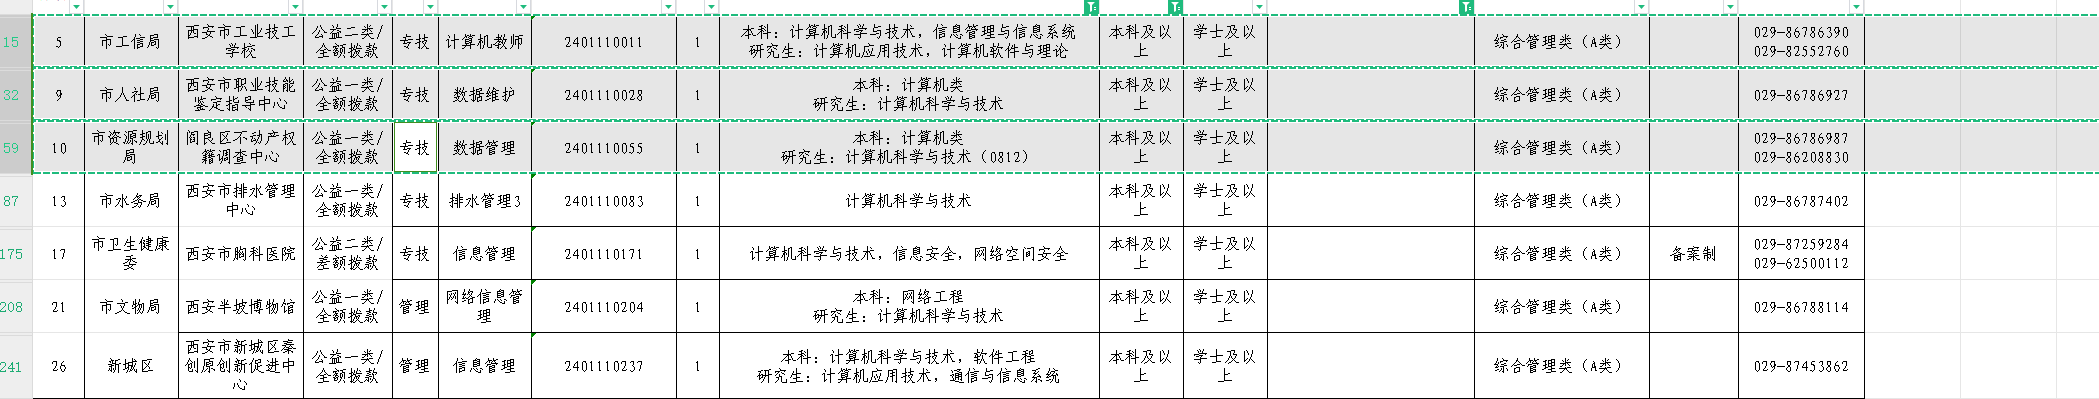 15 5 市工信局 西安市工业技工学校 公益二类/全额拨款 专技 计算机教师 2401110011 1 本科：计算机科学与技术，信息管理与信息系统 研究生：计算机应用技术，计算机软件与理论 本科及以上 学士及以上 综合管理类（A类） 029-86786390 029-82552760
32 9 市人社局 西安市职业技能鉴定指导中心 公益一类/全额拨款 专技 数据维护 2401110028 1 本科：计算机类 研究生：计算机科学与技术 本科及以上 学士及以上 综合管理类（A类） 029-86786927
59 10 市资源规划局 阎良区不动产权籍调查中心 公益一类/全额拨款 专技 数据管理 2401110055 1 本科：计算机类 研究生：计算机科学与技术（0812） 本科及以上 学士及以上 综合管理类（A类） 029-86786987 029-86208830
87 13 市水务局 西安市排水管理中心 公益一类/全额拨款 专技 排水管理3 2401110083 1 计算机科学与技术 本科及以上 学士及以上 综合管理类（A类） 029-86787402
175 17 市卫生健康委 西安市胸科医院 公益二类/差额拨款 专技 信息管理 2401110171 1 计算机科学与技术，信息安全，网络空间安全 本科及以上 学士及以上 综合管理类（A类） 备案制 029-87259284 029-62500112
208 21 市文物局 西安半坡博物馆 公益一类/全额拨款 管理 网络信息管理 2401110204 1 本科：网络工程 研究生：计算机科学与技术 本科及以上 学士及以上 综合管理类（A类） 029-86788114
241 26 新城区 西安市新城区秦创原创新促进中心 公益一类/全额拨款 管理 信息管理 2401110237 1 本科：计算机科学与技术，软件工程 研究生：计算机应用技术，通信与信息系统 本科及以上 学士及以上 综合管理类（A类） 029-87453862